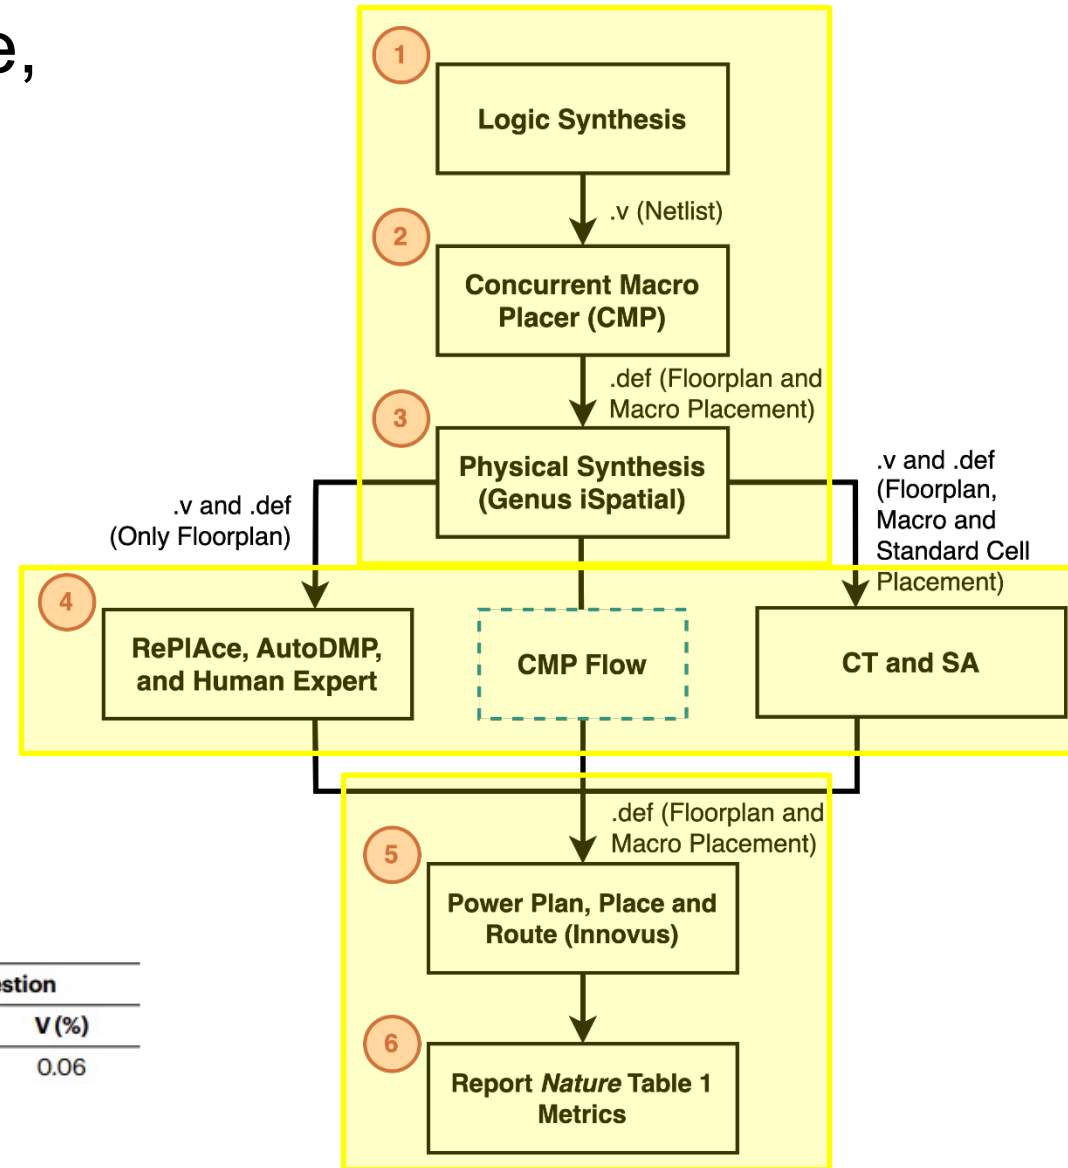 e,
1
Logic Synthesis
.v (Netlist)
2
Concurrent Macro
Placer (CMP)
.def (Floorplan and
Macro Placement)
3
Physical Synthesis
(Genus iSpatial)
.v and .def
(Only Floorplan)
.v and .def
(Floorplan,
Macro and
Standard Cell
Placement)
4
RePlAce, AutoDMP,
and Human Expert
CMP Flow
CT and SA
.def (Floorplan and
Macro Placement)
5
Power Plan, Place and
Route (Innovus)
6
Report Nature Table 1
Metrics
estion
V (%)
0.06